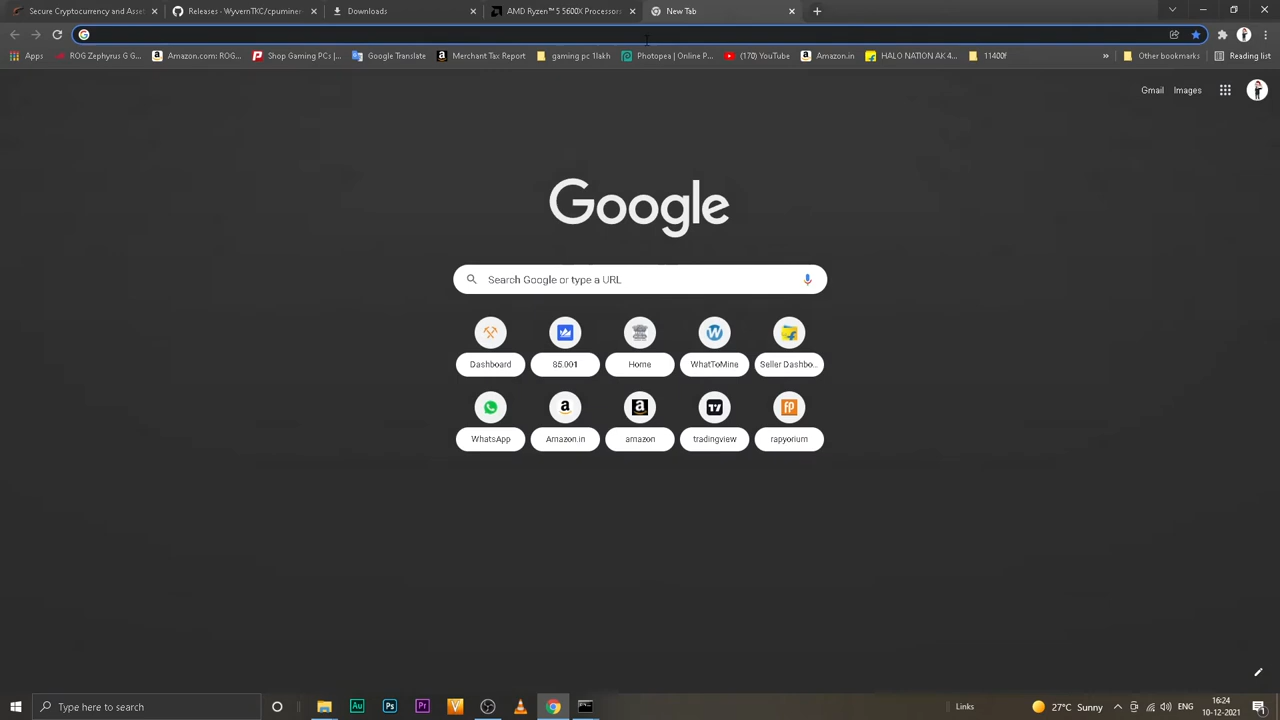 Secure Cryptocurrency and Asse
Releases - WyvernTKC/cpuminer
Downloads
AMD Ryzen™ 5 5600X Processors
New Tab
Apps
ROG Zephyrus G G...
Amazon.com: ROG...
Shop Gaming PCs |...
Google Translate
Merchant Tax Report
gaming pc 1lakh
Photopea | Online P...
(170) YouTube
Amazon.in
HALO NATION AK 4...
11400f
»
Other bookmarks
Reading list
Gmail
Images
Google
Search Google or type a URL
Dashboard
85.001
Home
WhatToMine
Seller Dashbo...
WhatsApp
Amazon.in
amazon
tradingview
rapyorium
Type here to search
Links
27°C Sunny
ENG
16:24
10-12-2021